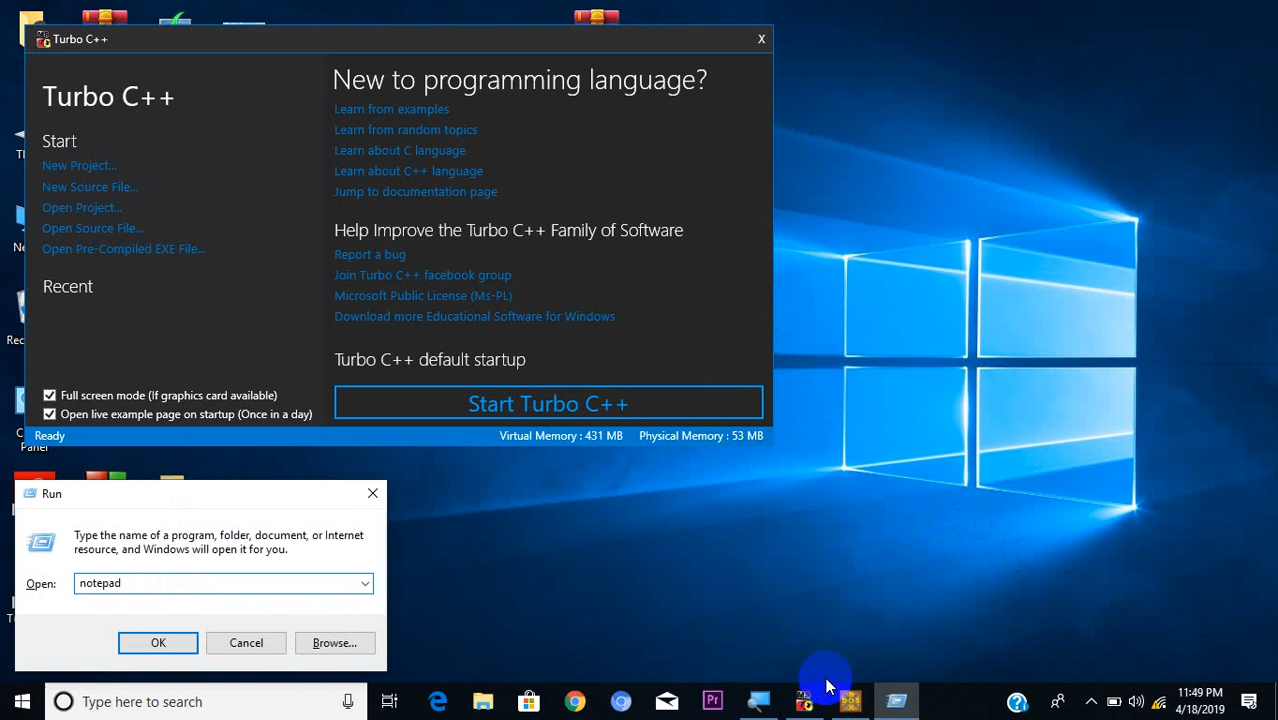 Turbo C++
X
Turbo C++
Start
New Project...
New Source File...
Open Project...
Open Source File...
Open Pre-Compiled EXE File...
Recent
Full screen mode (If graphics card available)
Open live example page on startup (Once in a day)
New to programming language?
Learn from examples
Learn from random topics
Learn about C language
Learn about C++ language
Jump to documentation page
Help Improve the Turbo C++ Family of Software
Report a bug
Join Turbo C++ facebook group
Microsoft Public License (Ms-PL)
Download more Educational Software for Windows
Turbo C++ default startup
Start Turbo C++
Ready
Virtual Memory : 431 MB
Physical Memory : 53 MB
Panel
Run
Type the name of a program, folder, document, or Internet
resource, and Windows will open it for you.
Open:
notepad
OK
Cancel
Browse...
Type here to search
Pr
11:49 PM
4/18/2019